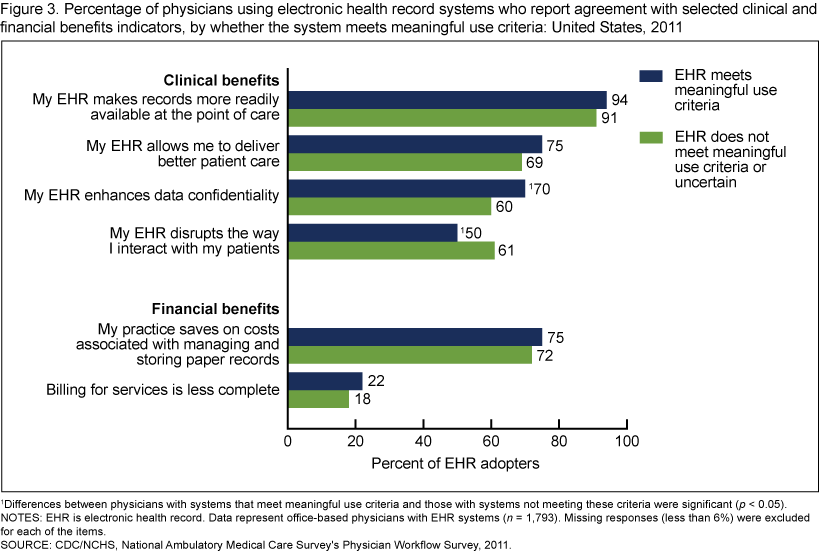 Figure 3. Percentage of physicians using electronic health record systems who report agreement with selected clinical and
financial benefits indicators, by whether the system meets meaningful use criteria: United States, 2011
Clinical benefits
My EHR makes records more readily
available at the point of care
94
91
My EHR allows me to deliver
better patient care
75
69
My EHR enhances data confidentiality
¹70
60
My EHR disrupts the way
I interact with my patients
¹50
61
Financial benefits
My practice saves on costs
associated with managing and
storing paper records
75
72
Billing for services is less complete
22
18
0 20 40 60 80 100
Percent of EHR adopters
EHR meets
meaningful use
criteria
EHR does not
meet meaningful
use criteria or
uncertain
¹Differences between physicians with systems that meet meaningful use criteria and those with systems not meeting these criteria were significant (p < 0.05).
NOTES: EHR is electronic health record. Data represent office-based physicians with EHR systems (n = 1,793). Missing responses (less than 6%) were excluded
for each of the items.
SOURCE: CDC/NCHS, National Ambulatory Medical Care Survey's Physician Workflow Survey, 2011.